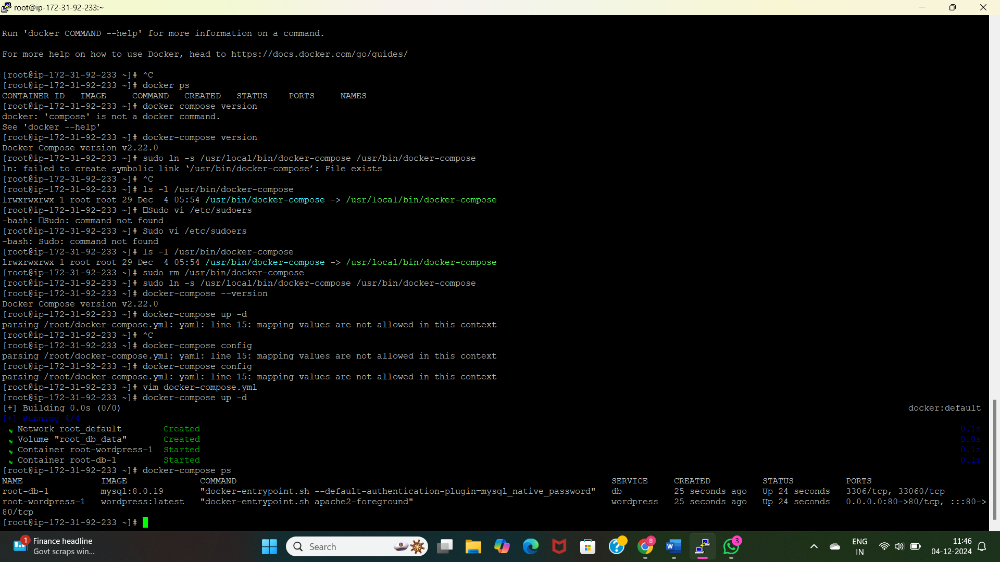 root@ip-172-31-92-233:~
Run 'docker COMMAND --help' for more information on a command.
For more help on how to use Docker, head to https://docs.docker.com/go/guides/
[root@ip-172-31-92-233 ~]# ^C
[root@ip-172-31-92-233 ~]# docker ps
CONTAINER ID   IMAGE     COMMAND   CREATED   STATUS    PORTS     NAMES
[root@ip-172-31-92-233 ~]# docker compose version
docker: 'compose' is not a docker command.
See 'docker --help'
[root@ip-172-31-92-233 ~]# docker-compose version
Docker Compose version v2.22.0
[root@ip-172-31-92-233 ~]# sudo ln -s /usr/local/bin/docker-compose /usr/bin/docker-compose
ln: failed to create symbolic link ‘/usr/bin/docker-compose’: File exists
[root@ip-172-31-92-233 ~]# ^C
[root@ip-172-31-92-233 ~]# ls -l /usr/bin/docker-compose
lrwxrwxrwx 1 root root 29 Dec  4 05:54 /usr/bin/docker-compose -> /usr/local/bin/docker-compose
[root@ip-172-31-92-233 ~]# □Sudo vi /etc/sudoers
-bash: □Sudo: command not found
[root@ip-172-31-92-233 ~]# Sudo vi /etc/sudoers
-bash: Sudo: command not found
[root@ip-172-31-92-233 ~]# ls -l /usr/bin/docker-compose
lrwxrwxrwx 1 root root 29 Dec  4 05:54 /usr/bin/docker-compose -> /usr/local/bin/docker-compose
[root@ip-172-31-92-233 ~]# sudo rm /usr/bin/docker-compose
[root@ip-172-31-92-233 ~]# sudo ln -s /usr/local/bin/docker-compose /usr/bin/docker-compose
[root@ip-172-31-92-233 ~]# docker-compose --version
Docker Compose version v2.22.0
[root@ip-172-31-92-233 ~]# docker-compose up -d
parsing /root/docker-compose.yml: yaml: line 15: mapping values are not allowed in this context
[root@ip-172-31-92-233 ~]# ^C
[root@ip-172-31-92-233 ~]# docker-compose config
parsing /root/docker-compose.yml: yaml: line 15: mapping values are not allowed in this context
[root@ip-172-31-92-233 ~]# docker-compose config
parsing /root/docker-compose.yml: yaml: line 15: mapping values are not allowed in this context
[root@ip-172-31-92-233 ~]# vim docker-compose.yml
[root@ip-172-31-92-233 ~]# docker-compose up -d
[+] Building 0.0s (0/0) docker:default
[+] Running 4/4
✔ Network root_default Created 0.1s
✔ Volume "root_db_data" Created 0.0s
✔ Container root-wordpress-1 Started 0.1s
✔ Container root-db-1 Started 0.1s
[root@ip-172-31-92-233 ~]# docker-compose ps
NAME IMAGE COMMAND SERVICE CREATED STATUS PORTS
root-db-1 mysql:8.0.19 "docker-entrypoint.sh --default-authentication-plugin=mysql_native_password" db 25 seconds ago Up 24 seconds 3306/tcp, 33060/tcp
root-wordpress-1 wordpress:latest "docker-entrypoint.sh apache2-foreground" wordpress 25 seconds ago Up 24 seconds 0.0.0.0:80->80/tcp, :::80->
80/tcp
[root@ip-172-31-92-233 ~]#
1
Finance headline
Govt scraps win...
Search
B
3
ENG
IN
11:46
04-12-2024